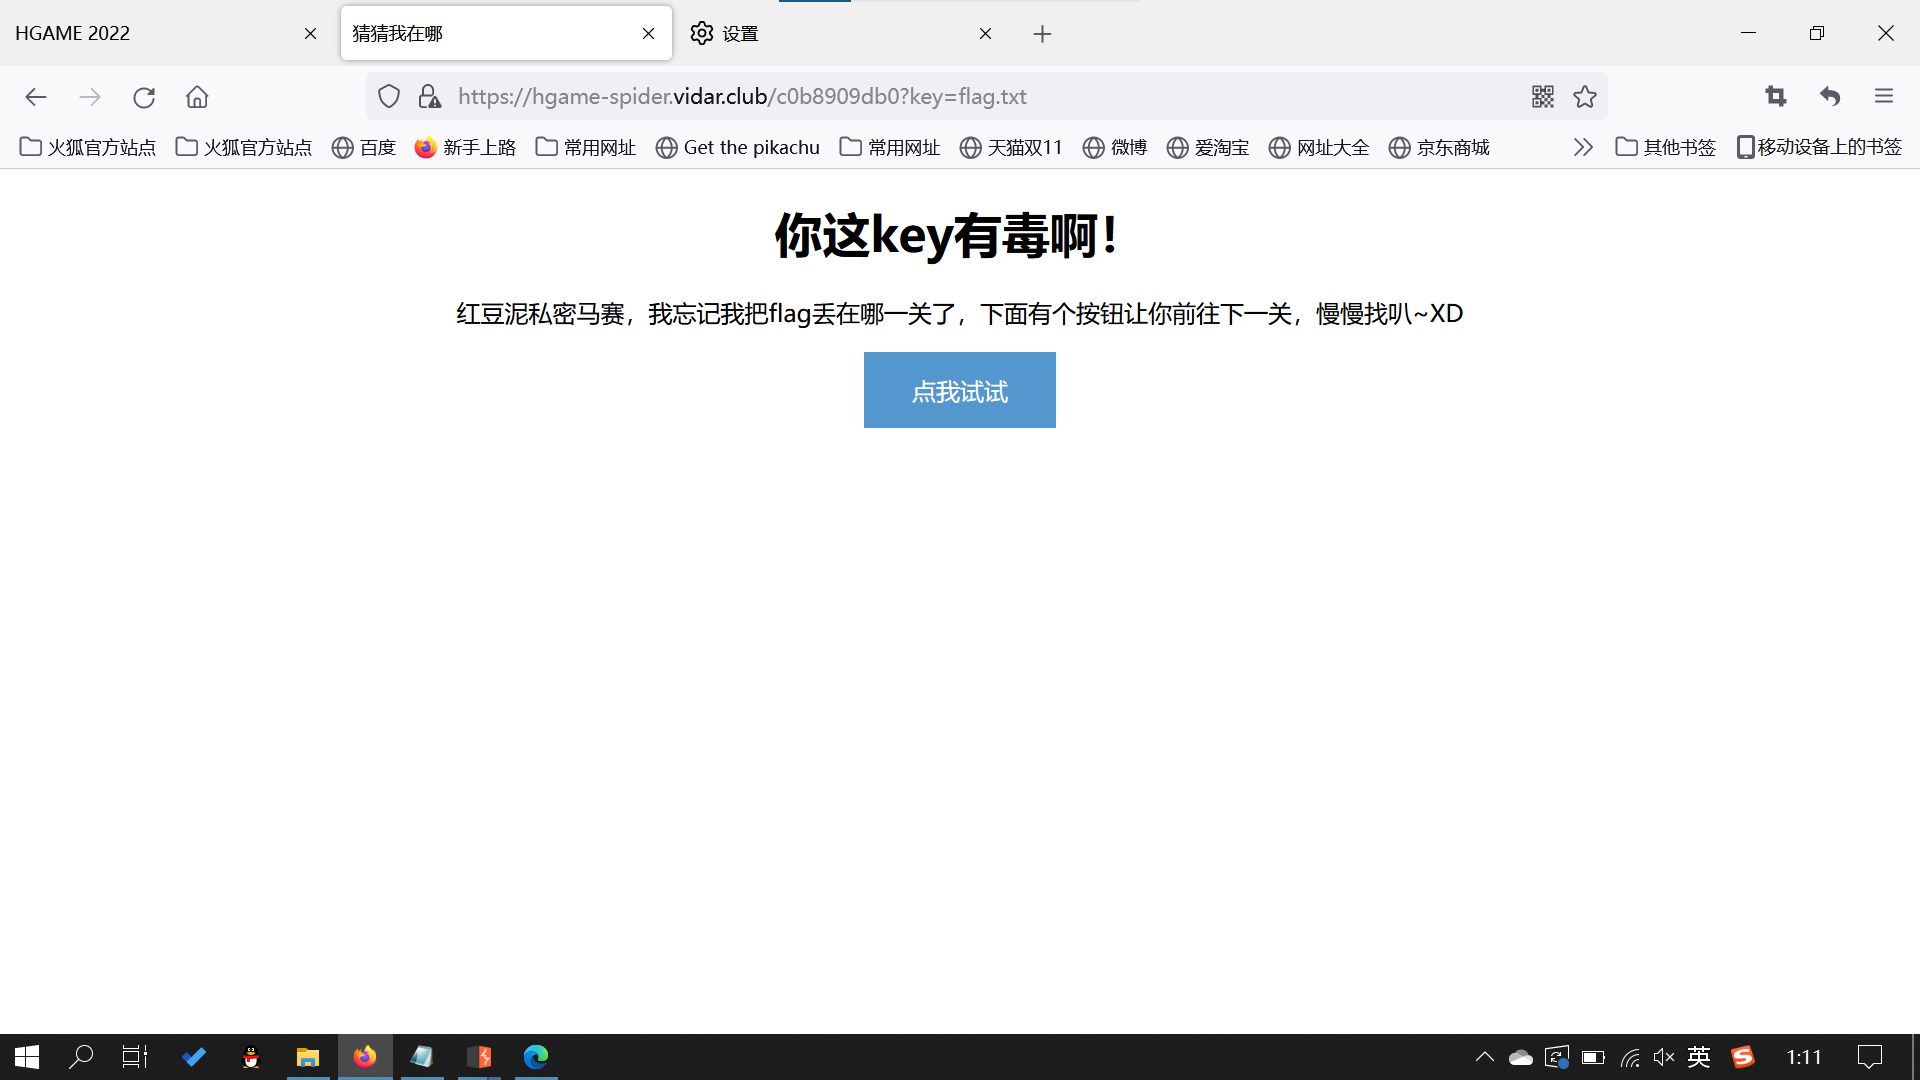 HGAME 2022
猜猜我在哪
设置
https://hgame-spider.vidar.club/c0b8909db0?key=flag.txt
火狐官方站点 火狐官方站点 百度 新手上路 常用网址 Get the pikachu 常用网址 天猫双11 微博 爱淘宝 网址大全 京东商城 其他书签 移动设备上的书签
你这key有毒啊！
红豆泥私密马赛，我忘记我把flag丢在哪一关了，下面有个按钮让你前往下一关，慢慢找叭~XD
点我试试
英 1:11